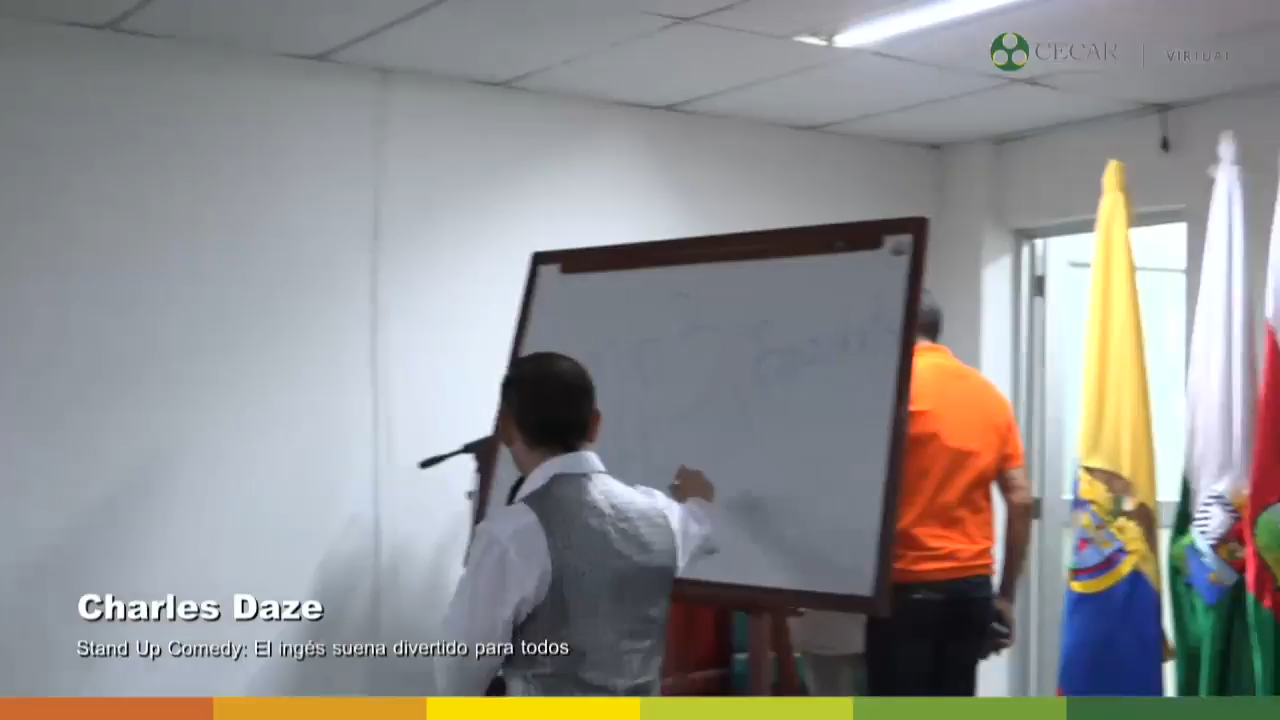 CECAR | VIRTUAL
Charles Daze
Stand Up Comedy: El ingés suena divertido para todos